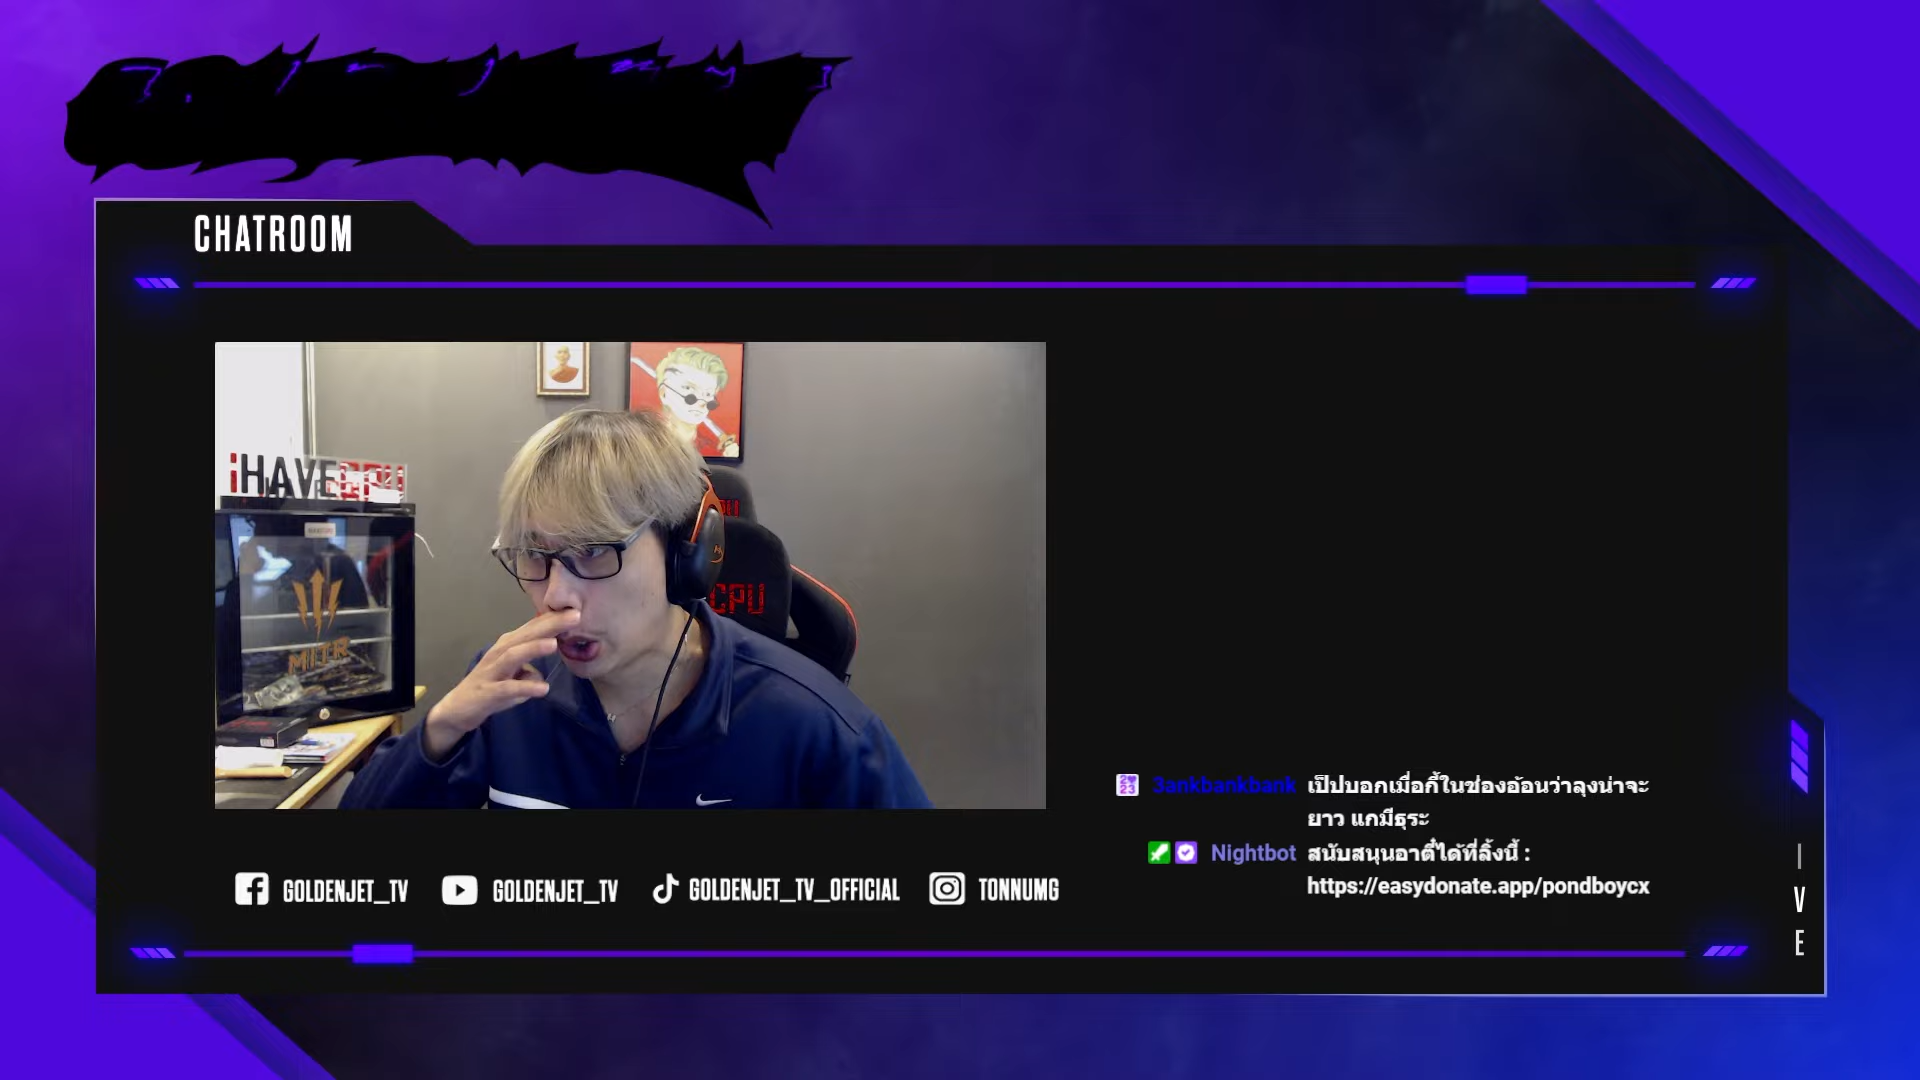 CHATROOM
iHAVECPU
CPU
MITR
3ankbankbank เป็ปบอกเมื่อกี้ในช่องอ้อนว่าลุงน่าจะ
ยาว แกมีธุระ
Nightbot สนับสนุนอาตี๋ได้ที่ลิ้งนี้ :
https://easydonate.app/pondboycx
GOLDENJET_TV GOLDENJET_TV GOLDENJET_TV_OFFICIAL TONNUMG
I
V
E